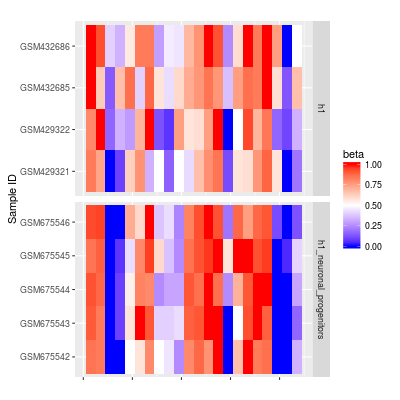 GSM432686
GSM432685
GSM429322
GSM429321
h1
GSM675546
GSM675545
GSM675544
GSM675543
GSM675542
h1_neuronal_progenitors
Sample ID
beta
1.00
0.75
0.50
0.25
0.00